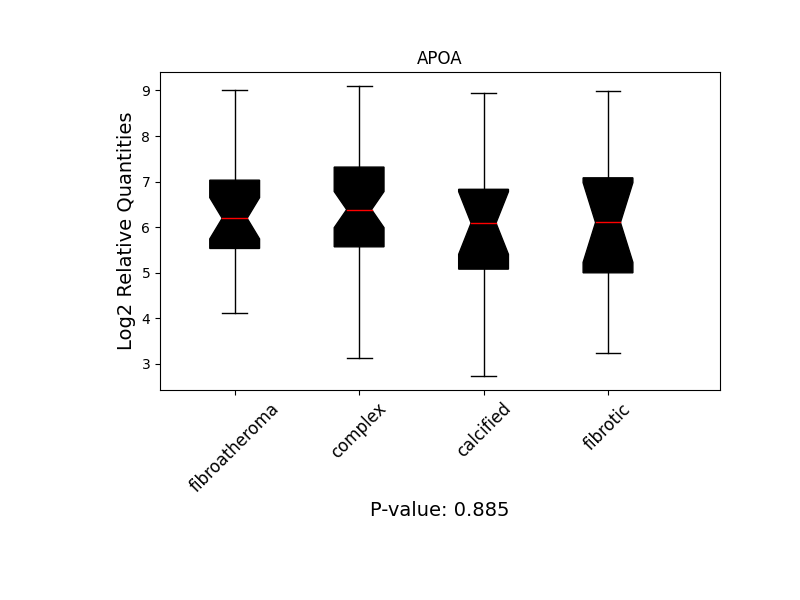 APOA
Log2 Relative Quantities
9
8
7
6
5
4
3
fibroatheroma
complex
calcified
fibrotic
P-value: 0.885